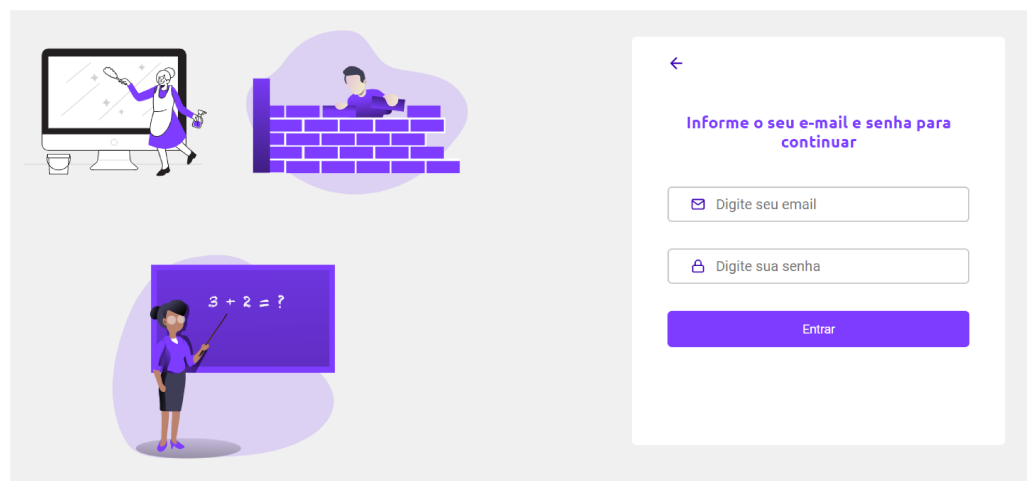 Informe o seu e-mail e senha para
continuar
3 + 2 = ?
Digite seu email
Digite sua senha
Entrar